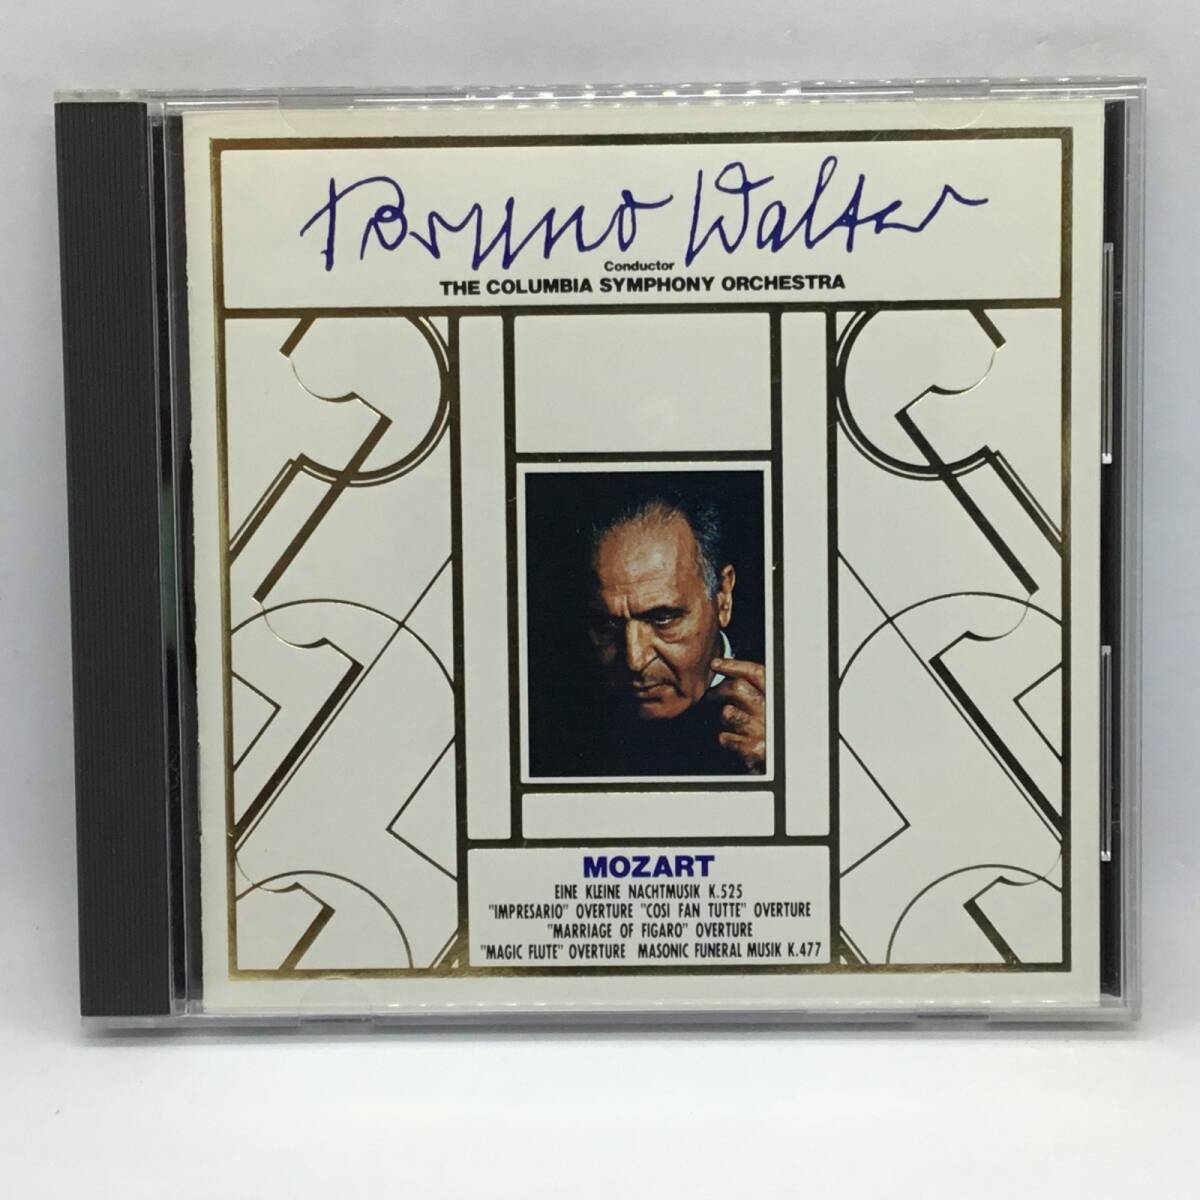 Bruno Walter
Conductor
THE COLUMBIA SYMPHONY ORCHESTRA
MOZART
EINE KLEINE NACHTMUSIK K.525
"IMPRESARIO" OVERTURE "COSI FAN TUTTE" OVERTURE
"MARRIAGE OF FIGARO" OVERTURE
"MAGIC FLUTE" OVERTURE MASONIC FUNERAL MUSIK K.477